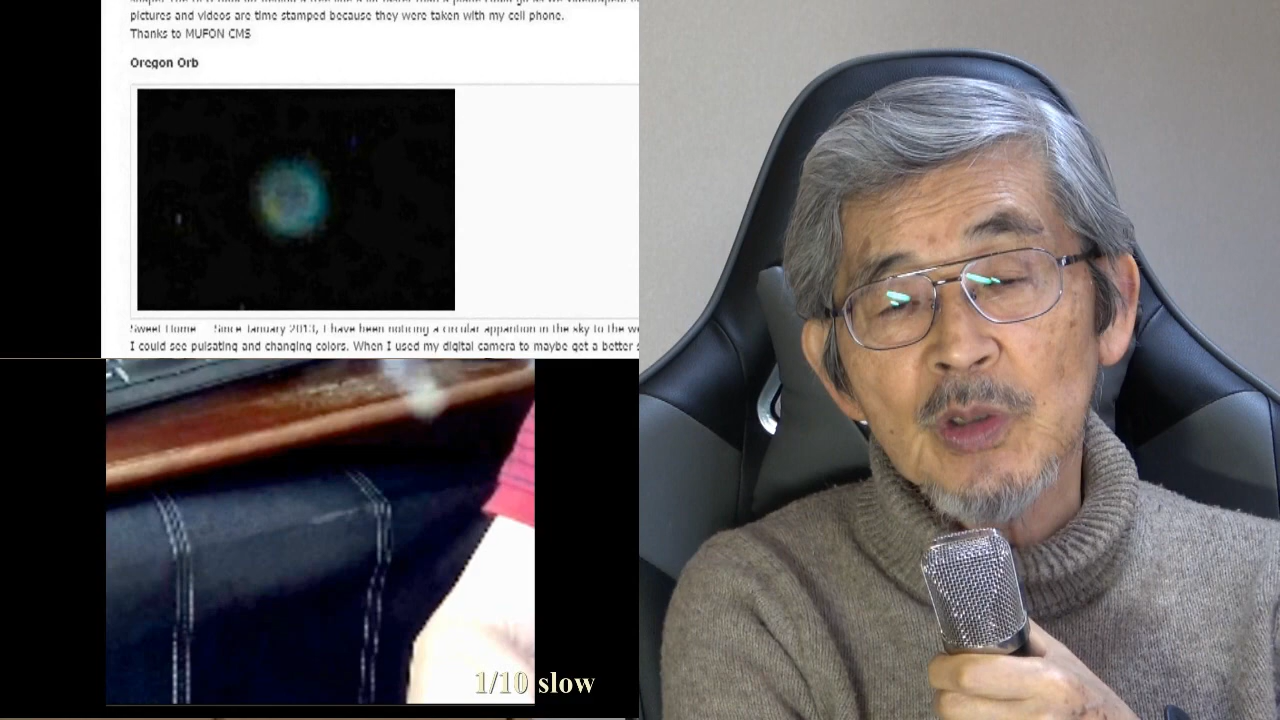 pictures and videos are time stamped because they were taken with my cell phone.
Thanks to MUFON CMS
Oregon Orb
Sweet Home Since January 2013, I have been noticing a circular apparition in the sky to the
I could see pulsating and changing colors. When I used my digital camera to maybe get a better
1/10 slow